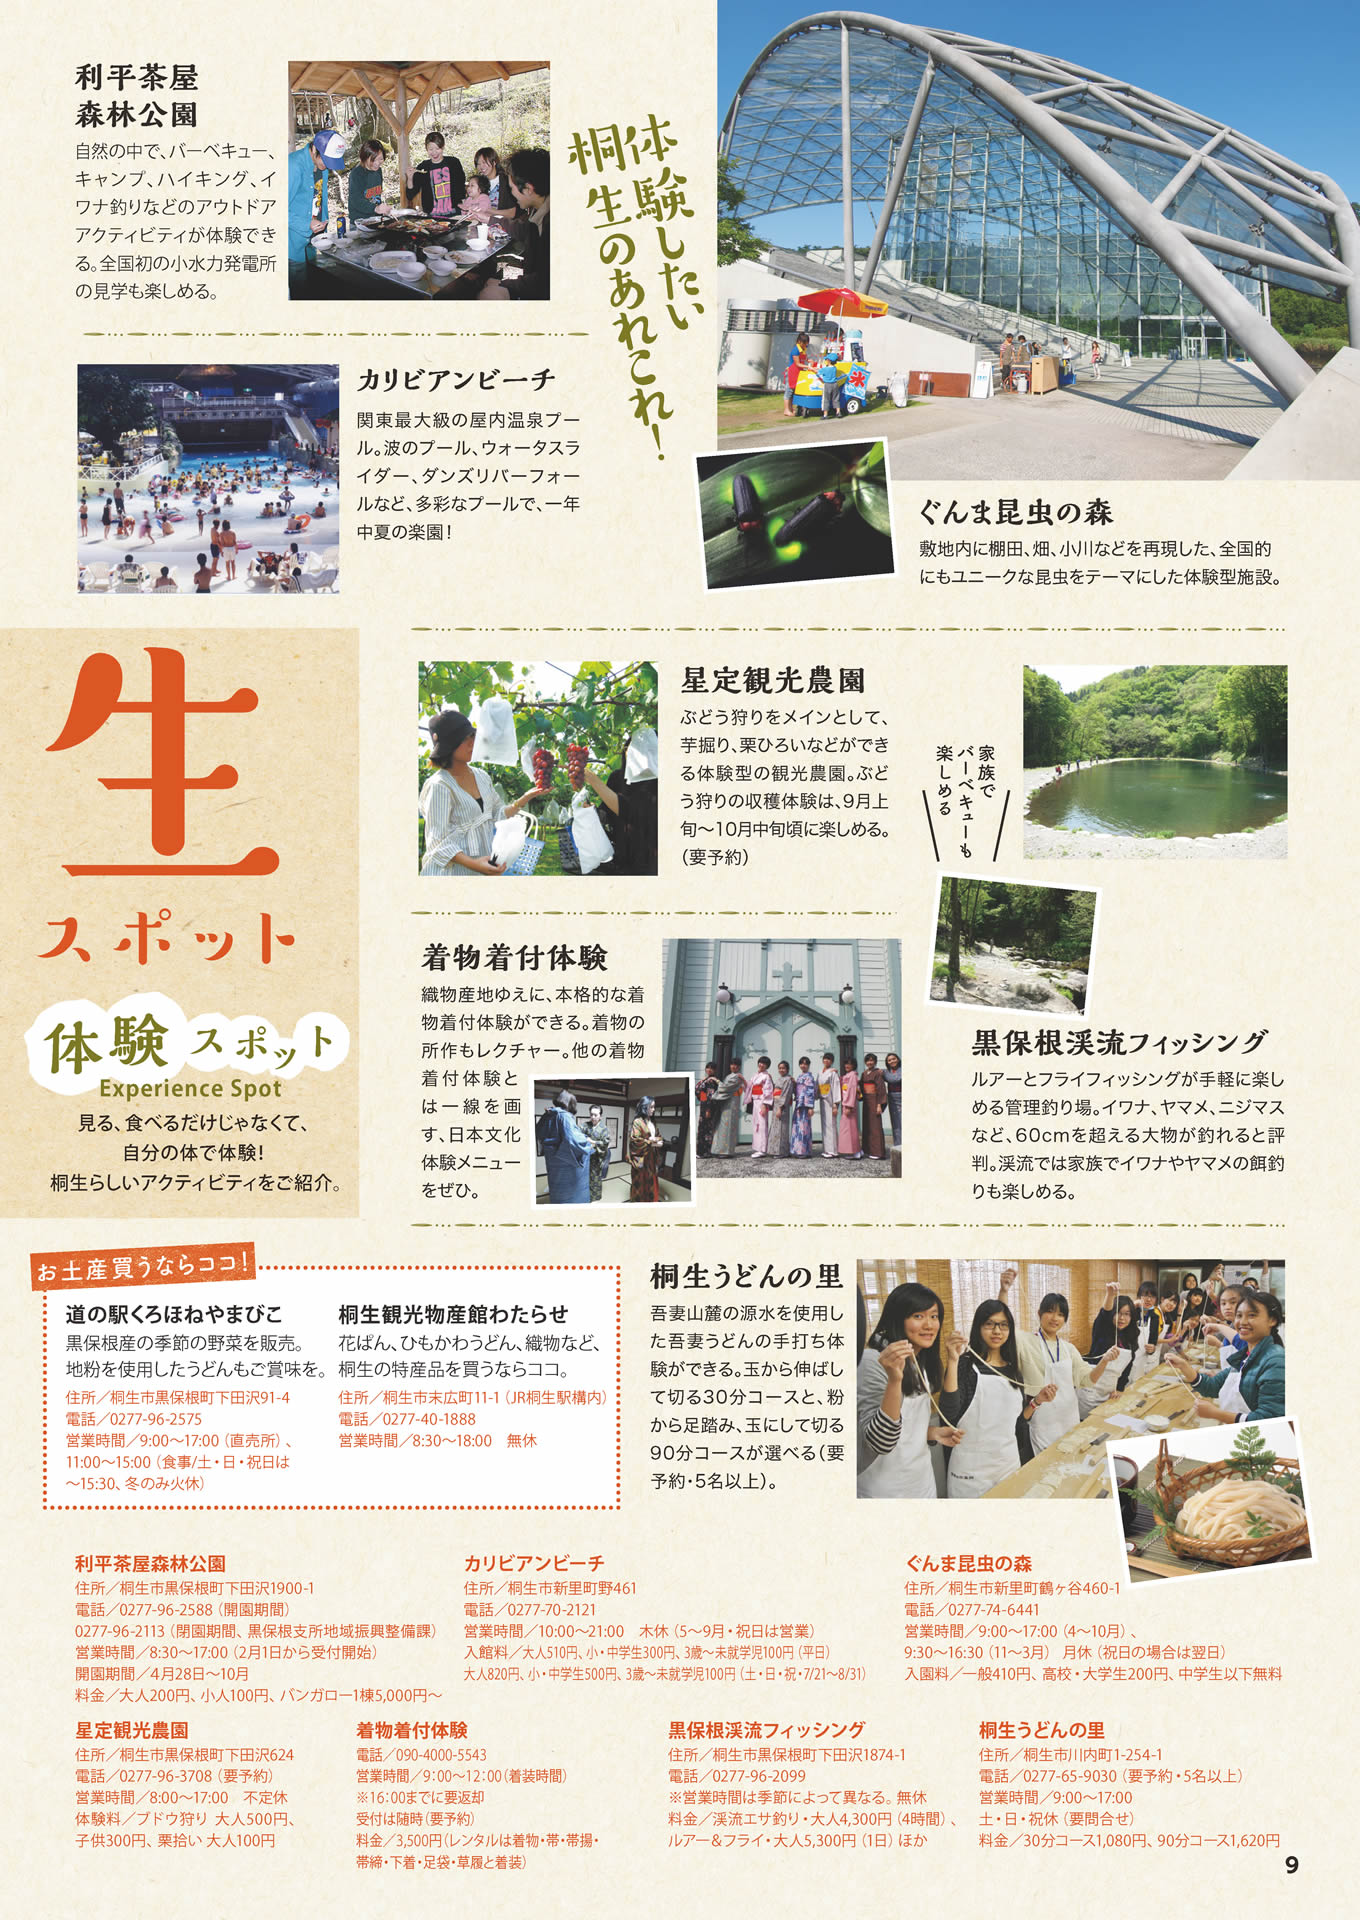 利平茶屋
森林公園
自然の中で、バーベキュー、
キャンプ、ハイキング、イ
ワナ釣りなどのアウトドア
アクティビティが体験でき
る。全国初の小水力発電所
の見学も楽しめる。
体験したい
桐生のあれこれ！
カリビアンビーチ
関東最大級の屋内温泉プー
ル。波のプール、ウォータスラ
イダー、ダンズリバーフォー
ルなど、多彩なプールで、一年
中夏の楽園！
氷
ぐんま昆虫の森
敷地内に棚田、畑、小川などを再現した、全国的
にもユニークな昆虫をテーマにした体験型施設。
生
スポット
体験スポット
Experience Spot
見る、食べるだけじゃなくて、
自分の体で体験！
桐生らしいアクティビティをご紹介。
星定観光農園
ぶどう狩りをメインとして、
芋掘り、栗ひろいなどができ
る体験型の観光農園。ぶど
う狩りの収穫体験は、9月上
旬〜10月中旬頃に楽しめる。
（要予約）
家族で
バーベキューも
楽しめる
着物着付体験
織物産地ゆえに、本格的な着
物着付体験ができる。着物の
所作もレクチャー。他の着物
着付体験と
は一線を画
す、日本文化
体験メニュー
をぜひ。
黒保根渓流フィッシング
ルアーとフライフィッシングが手軽に楽し
める管理釣り場。イワナ、ヤマメ、ニジマス
など、60cmを超える大物が釣れると評
判。渓流では家族でイワナやヤマメの餌釣
りも楽しめる。
お土産買うならココ！
道の駅くろほねやまびこ
黒保根産の季節の野菜を販売。
地粉を使用したうどんもご賞味を。
住所／桐生市黒保根町下田沢91-4
電話／0277-96-2575
営業時間／9:00〜17:00（直売所）、
11:00〜15:00（食事/土・日・祝日は
〜15:30、冬のみ火休）
桐生観光物産館わたらせ
花ぱん、ひもかわうどん、織物など、
桐生の特産品を買うならココ。
住所／桐生市末広町11-1（JR桐生駅構内）
電話／0277-40-1888
営業時間／8:30〜18:00　無休
桐生うどんの里
吾妻山麓の源水を使用し
た吾妻うどんの手打ち体
験ができる。玉から伸ばし
て切る30分コースと、粉
から足踏み、玉にして切る
90分コースが選べる（要
予約・5名以上）。
利平茶屋森林公園
住所／桐生市黒保根町下田沢1900-1
電話／0277-96-2588（開園期間）
0277-96-2113（閉園期間、黒保根支所地域振興整備課）
営業時間／8:30〜17:00（2月1日から受付開始）
開園期間／4月28日〜10月
料金／大人200円、小人100円、バンガロー1棟5,000円〜
カリビアンビーチ
住所／桐生市新里町野461
電話／0277-70-2121
営業時間／10:00〜21:00　木休（5〜9月・祝日は営業）
入館料／大人510円、小・中学生300円、3歳〜未就学児100円（平日）
大人820円、小・中学生500円、3歳〜未就学児100円（土・日・祝・7/21〜8/31）
ぐんま昆虫の森
住所／桐生市新里町鶴ヶ谷460-1
電話／0277-74-6441
営業時間／9:00〜17:00（4〜10月）、
9:30〜16:30（11〜3月）　月休（祝日の場合は翌日）
入園料／一般410円、高校・大学生200円、中学生以下無料
星定観光農園
住所／桐生市黒保根町下田沢624
電話／0277-96-3708（要予約）
営業時間／8:00〜17:00　不定休
体験料／ブドウ狩り 大人500円、
子供300円、栗拾い 大人100円
着物着付体験
電話／090-4000-5543
営業時間／9：00〜12：00（着装時間）
※16：00までに要返却
受付は随時（要予約）
料金／3,500円（レンタルは着物・帯・帯揚・
帯締・下着・足袋・草履と着装）
黒保根渓流フィッシング
住所／桐生市黒保根町下田沢1874-1
電話／0277-96-2099
※営業時間は季節によって異なる。無休
料金／渓流エサ釣り・大人4,300円（4時間）、
ルアー＆フライ・大人5,300円（1日）ほか
桐生うどんの里
住所／桐生市川内町1-254-1
電話／0277-65-9030（要予約・5名以上）
営業時間／9:00〜17:00
土・日・祝休（要問合せ）
料金／30分コース1,080円、90分コース1,620円
9